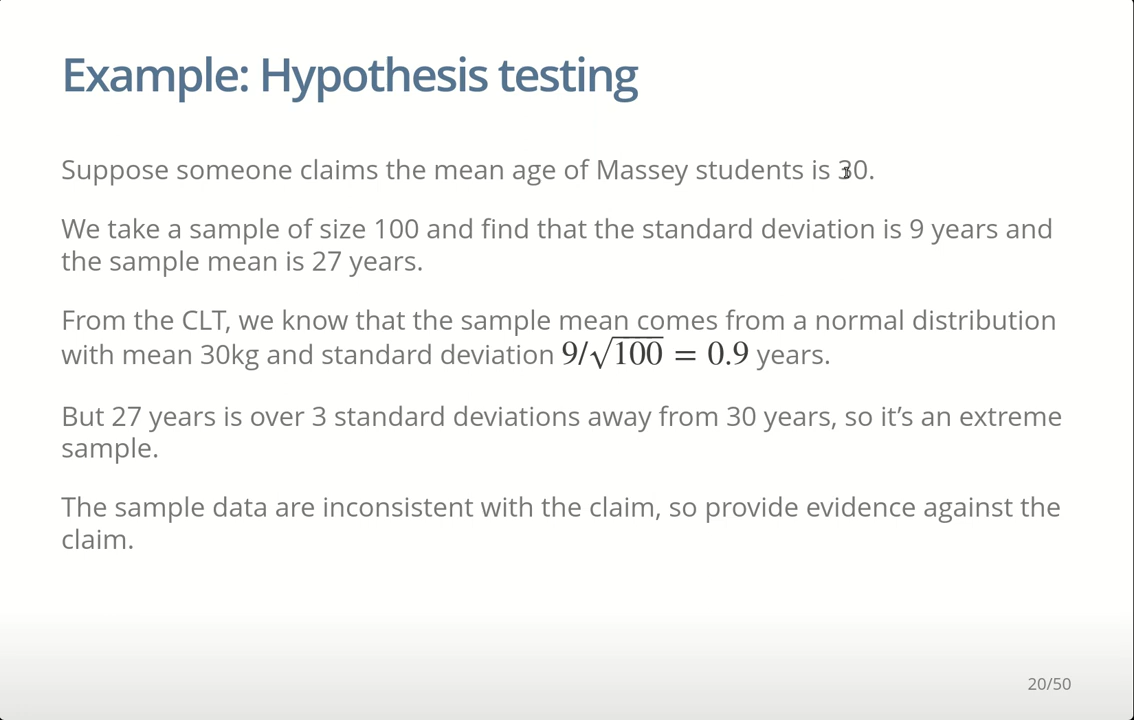 Example: Hypothesis testing
Suppose someone claims the mean age of Massey students is 30.
We take a sample of size 100 and find that the standard deviation is 9 years and
the sample mean is 27 years.
From the CLT, we know that the sample mean comes from a normal distribution
with mean 30kg and standard deviation 9/√100 = 0.9 years.
But 27 years is over 3 standard deviations away from 30 years, so it’s an extreme
sample.
The sample data are inconsistent with the claim, so provide evidence against the
claim.
20/50